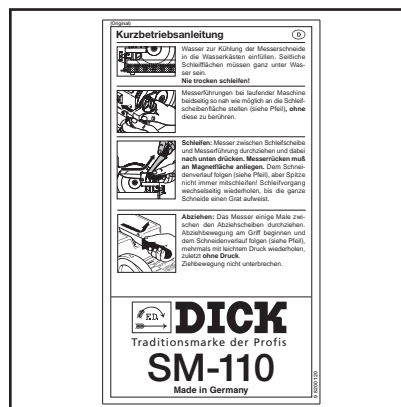 (Original)
Kurzbetriebsanleitung
D
Wasser zur Kühlung der Messerschneide
in die Wasserkästen einfüllen. Seitliche
Schleifflächen müssen ganz unter Was-
ser sein.
Nie trocken schleifen!
Messerführungen bei laufender Maschine
beidseitig so nah wie möglich an die Schleif-
scheibenfläche stellen (siehe Pfeil), ohne
diese zu berühren.
Schleifen: Messer zwischen Schleifscheibe
und Messerführung durchziehen und dabei
nach unten drücken. Messerrücken muß
an Magnetfläche anliegen. Dem Schnei-
denverlauf folgen (siehe Pfeil), aber Spitze
nicht immer mitschleifen! Schleifvorgang
wechselseitig wiederholen, bis die ganze
Schneide einen Grat aufweist.
Abziehen: Das Messer einige Male zwi-
schen den Abziehscheiben durchziehen.
Abziehbewegung am Griff beginnen und
dem Schneidenverlauf folgen (siehe Pfeil),
mehrmals mit leichtem Druck wiederholen,
zuletzt ohne Druck.
Ziehbewegung nicht unterbrechen.
F.D.
DICK
Traditionsmarke der Profis
SM-110
Made in Germany
9 8200120